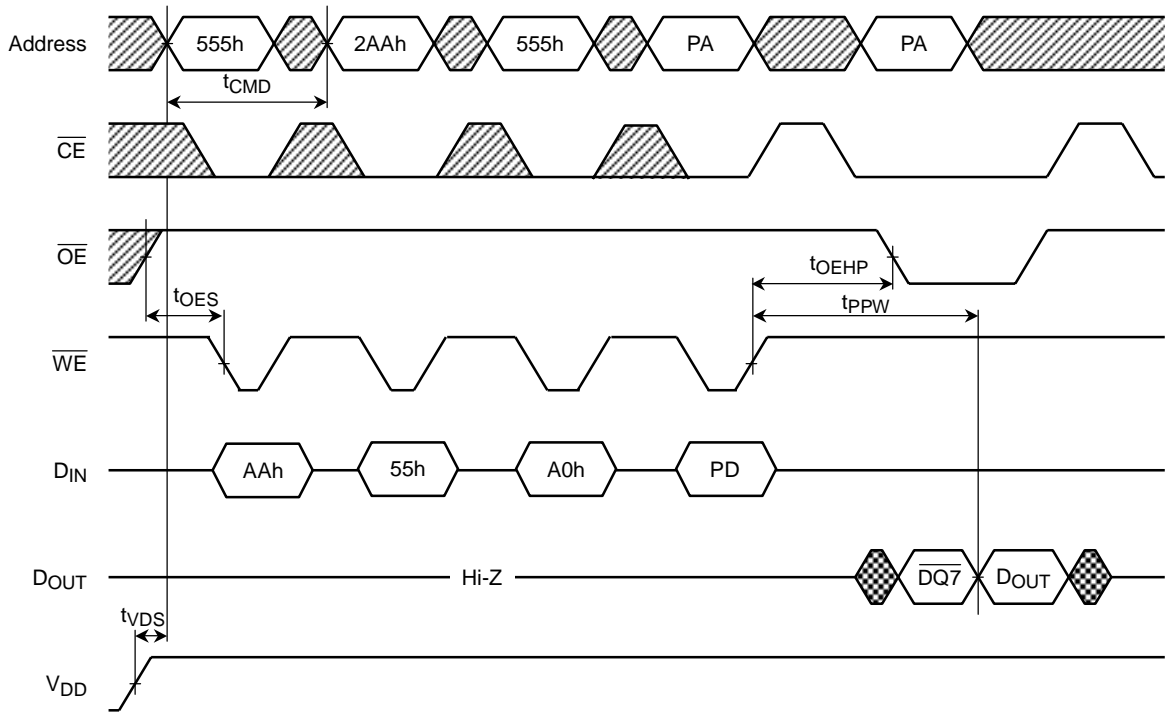 Address 555h 2AAh 555h PA PA
tCMD
CE
OE
tOEHP
tOES
tPPW
WE
DIN AAh 55h A0h PD
DOUT Hi-Z DQ7 DOUT
tVDS
VDD